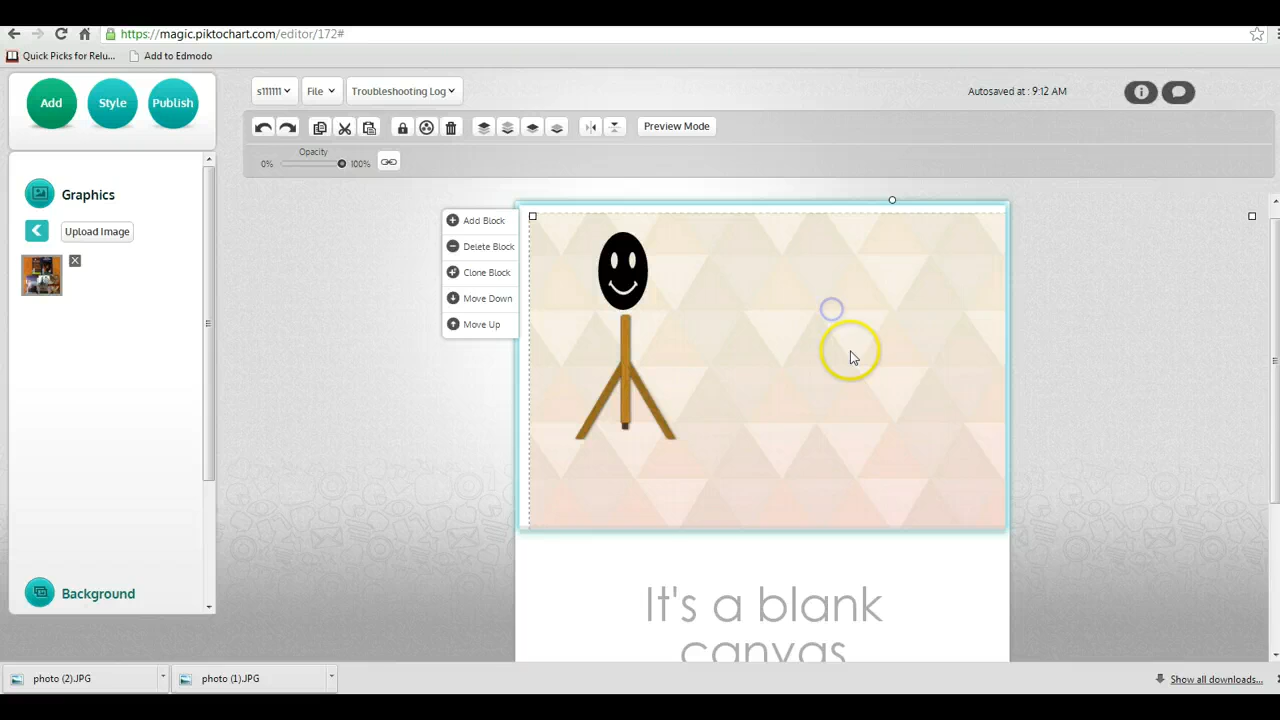 https://magic.piktochart.com/editor/172#
Quick Picks for Relu... Add to Edmodo
Add Style Publish
s111111 File Troubleshooting Log
Autosaved at : 9:12 AM
Preview Mode
Opacity
0% 100%
Graphics
Upload Image
Add Block
Delete Block
Clone Block
Move Down
Move Up
Background
It's a blank
canvas
photo (2).JPG photo (1).JPG Show all downloads...